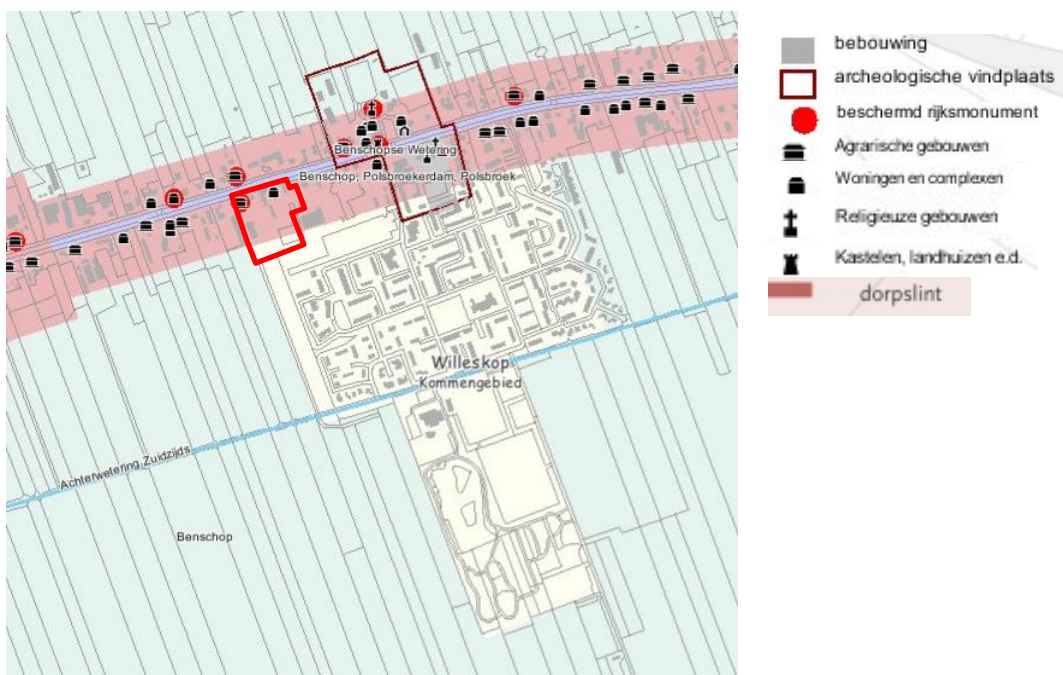 Benschopse Wetering
Benschop, Polsbroekerdam, Polsbroek
Willeskop
Kommengebied
Achterwetering Zuidzijds
Benschop
bebouwing
archeologische vindplaats
beschermd rijksmonument
Agrarische gebouwen
Woningen en complexen
Religieuze gebouwen
Kastelen, landhuizen e.d.
dorpslint